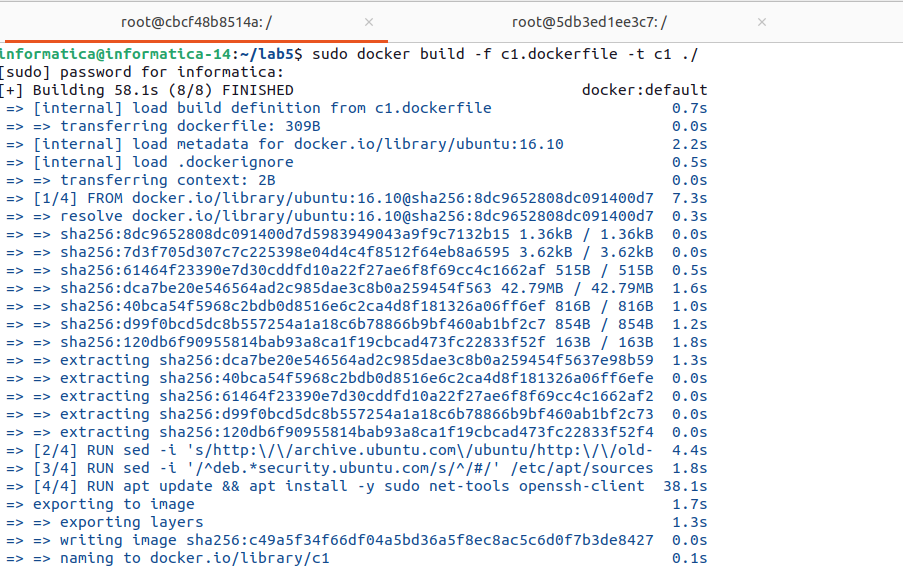 root@cbcf48b8514a: /
root@5db3ed1ee3c7: /
informatica@informatica-14:~/lab5$ sudo docker build -f c1.dockerfile -t c1 ./
[sudo] password for informatica:
[+] Building 58.1s (8/8) FINISHED docker:default
=> [internal] load build definition from c1.dockerfile 0.7s
=> => transferring dockerfile: 309B 0.0s
=> [internal] load metadata for docker.io/library/ubuntu:16.10 2.2s
=> [internal] load .dockerignore 0.5s
=> => transferring context: 2B 0.0s
=> [1/4] FROM docker.io/library/ubuntu:16.10@sha256:8dc9652808dc091400d7 7.3s
=> => resolve docker.io/library/ubuntu:16.10@sha256:8dc9652808dc091400d7 0.3s
=> => sha256:8dc9652808dc091400d7d5983949043a9f9c7132b15 1.36kB / 1.36kB 0.0s
=> => sha256:7d3f705d307c7c225398e04d4c4f8512f64eb8a6595 3.62kB / 3.62kB 0.0s
=> => sha256:61464f23390e7d30cddfd10a22f27ae6f8f69cc4c1662af 515B / 515B 0.5s
=> => sha256:dca7be20e546564ad2c985dae3c8b0a259454f563 42.79MB / 42.79MB 1.6s
=> => sha256:40bca54f5968c2bdb0d8516e6c2ca4d8f181326a06ff6ef 816B / 816B 1.0s
=> => sha256:d99f0bcd5dc8b557254a1a18c6b78866b9bf460ab1bf2c7 854B / 854B 1.2s
=> => sha256:120db6f90955814bab93a8ca1f19cbcad473fc22833f52f 163B / 163B 1.8s
=> => extracting sha256:dca7be20e546564ad2c985dae3c8b0a259454f5637e98b59 1.3s
=> => extracting sha256:40bca54f5968c2bdb0d8516e6c2ca4d8f181326a06ff6efe 0.0s
=> => extracting sha256:61464f23390e7d30cddfd10a22f27ae6f8f69cc4c1662af2 0.0s
=> => extracting sha256:d99f0bcd5dc8b557254a1a18c6b78866b9bf460ab1bf2c73 0.0s
=> => extracting sha256:120db6f90955814bab93a8ca1f19cbcad473fc22833f52f4 0.0s
=> [2/4] RUN sed -i 's/http:\/\/archive.ubuntu.com\/ubuntu/http:\/\/old- 4.4s
=> [3/4] RUN sed -i '/^deb.*security.ubuntu.com/s/^/#/' /etc/apt/sources 1.8s
=> [4/4] RUN apt update && apt install -y sudo net-tools openssh-client 38.1s
=> exporting to image 1.7s
=> => exporting layers 1.3s
=> => writing image sha256:c49a5f34f66df04a5bd36a5f8ec8ac5c6d0f7b3de8427 0.0s
=> => naming to docker.io/library/c1 0.1s